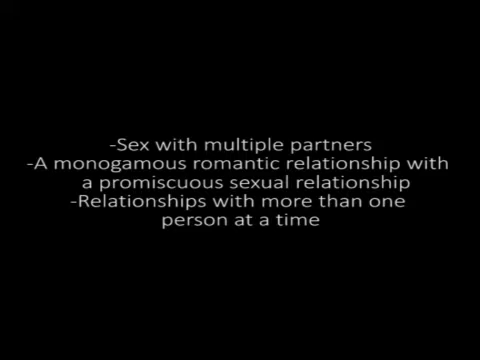 -Sex with multiple partners
-A monogamous romantic relationship with
a promiscuous sexual relationship
-Relationships with more than one
person at a time